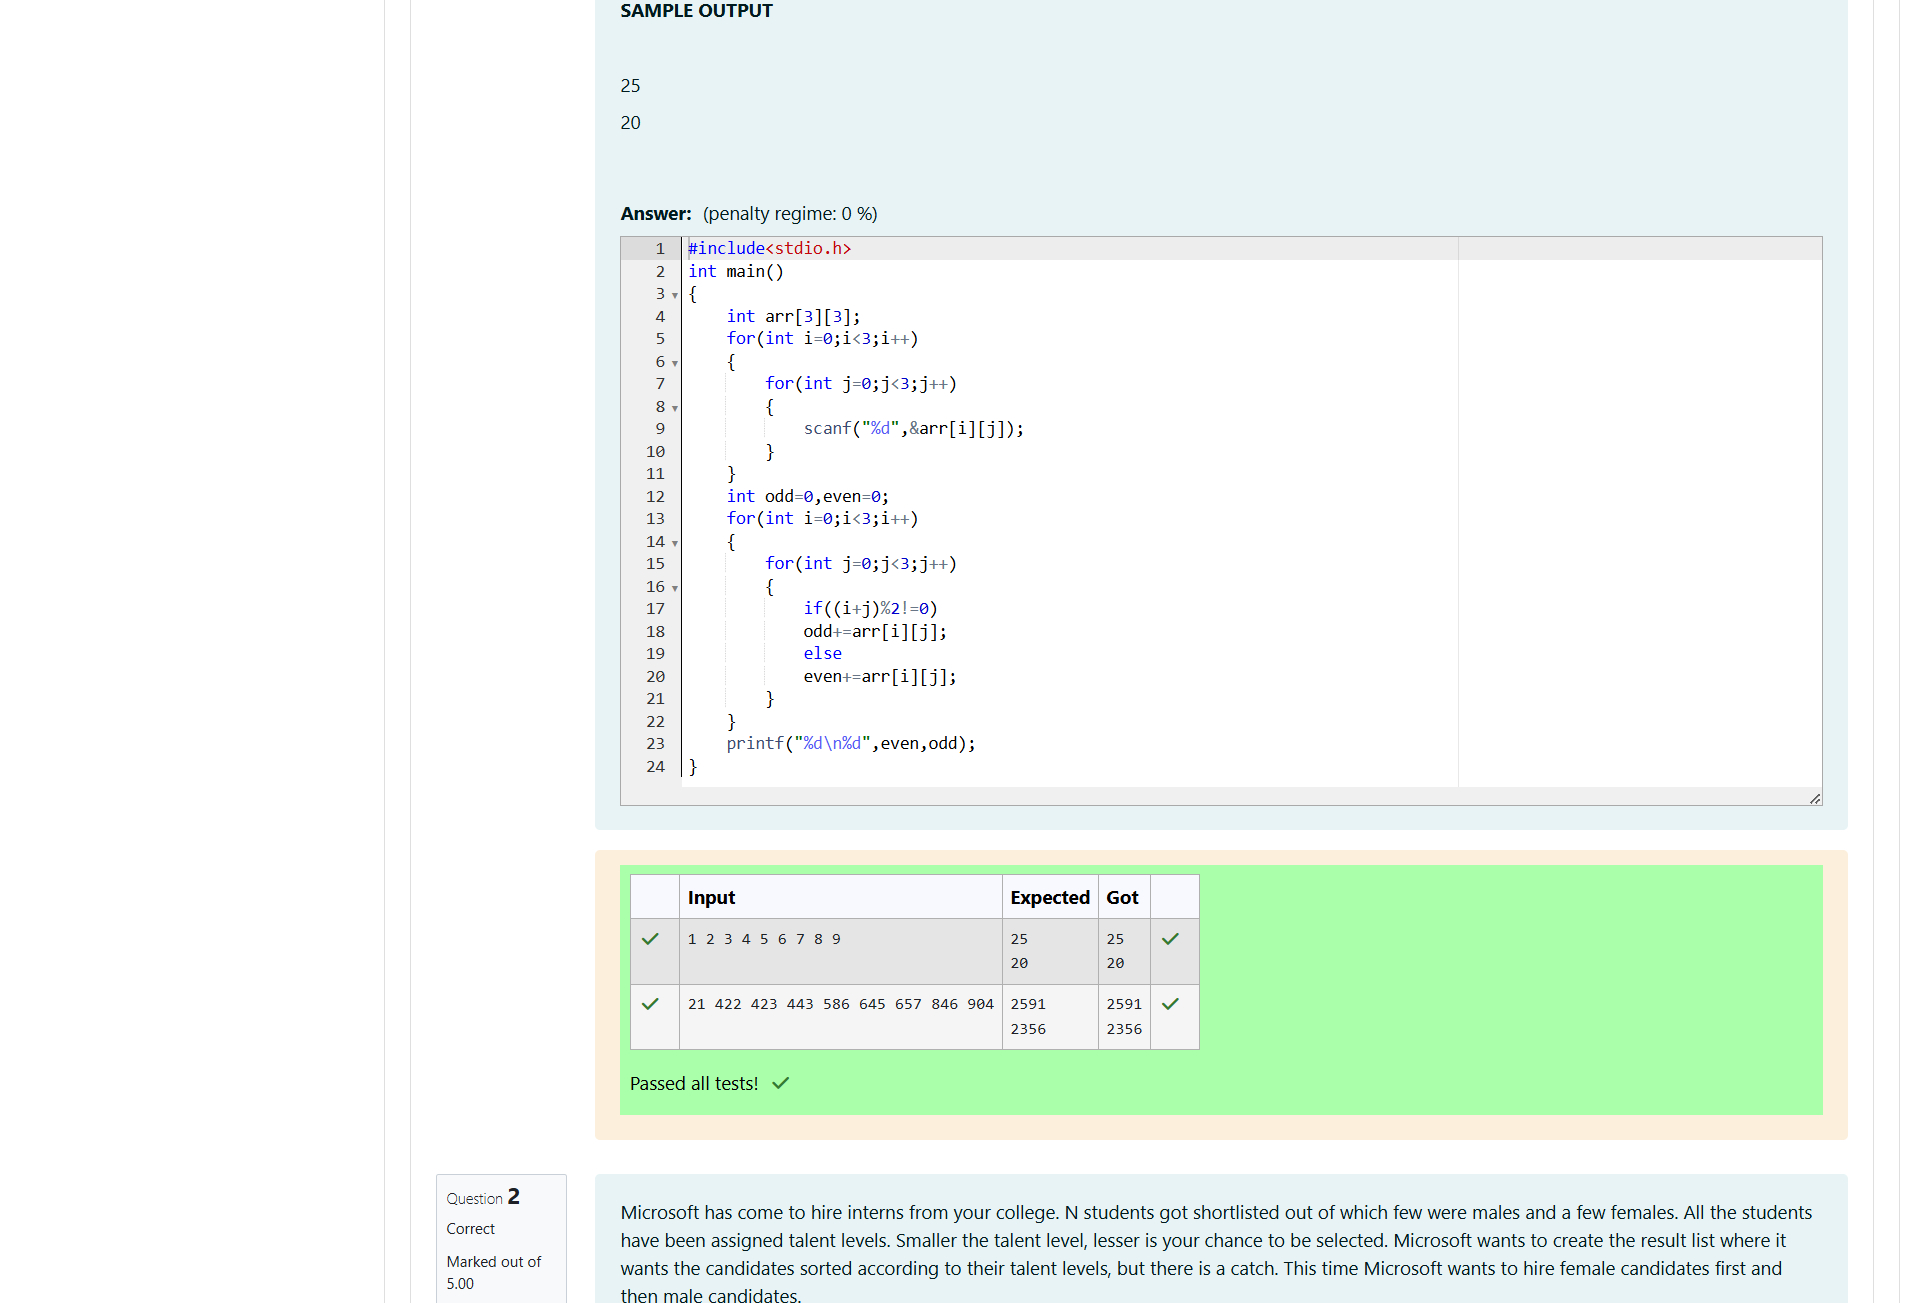 SAMPLE OUTPUT
25
20
Answer: (penalty regime: 0 %)
1 #include<stdio.h>
2 int main()
3 {
4     int arr[3][3];
5     for(int i=0;i<3;i++)
6     {
7         for(int j=0;j<3;j++)
8         {
9             scanf("%d",&arr[i][j]);
10         }
11     }
12     int odd=0,even=0;
13     for(int i=0;i<3;i++)
14     {
15         for(int j=0;j<3;j++)
16         {
17             if((i+j)%2!=0)
18             odd+=arr[i][j];
19             else
20             even+=arr[i][j];
21         }
22     }
23     printf("%d\n%d",even,odd);
24 }
Input Expected Got
1 2 3 4 5 6 7 8 9 25 25
20 20
21 422 423 443 586 645 657 846 904 2591 2591
2356 2356
Passed all tests!
Question 2
Correct
Marked out of
5.00
Microsoft has come to hire interns from your college. N students got shortlisted out of which few were males and a few females. All the students
have been assigned talent levels. Smaller the talent level, lesser is your chance to be selected. Microsoft wants to create the result list where it
wants the candidates sorted according to their talent levels, but there is a catch. This time Microsoft wants to hire female candidates first and
then male candidates.